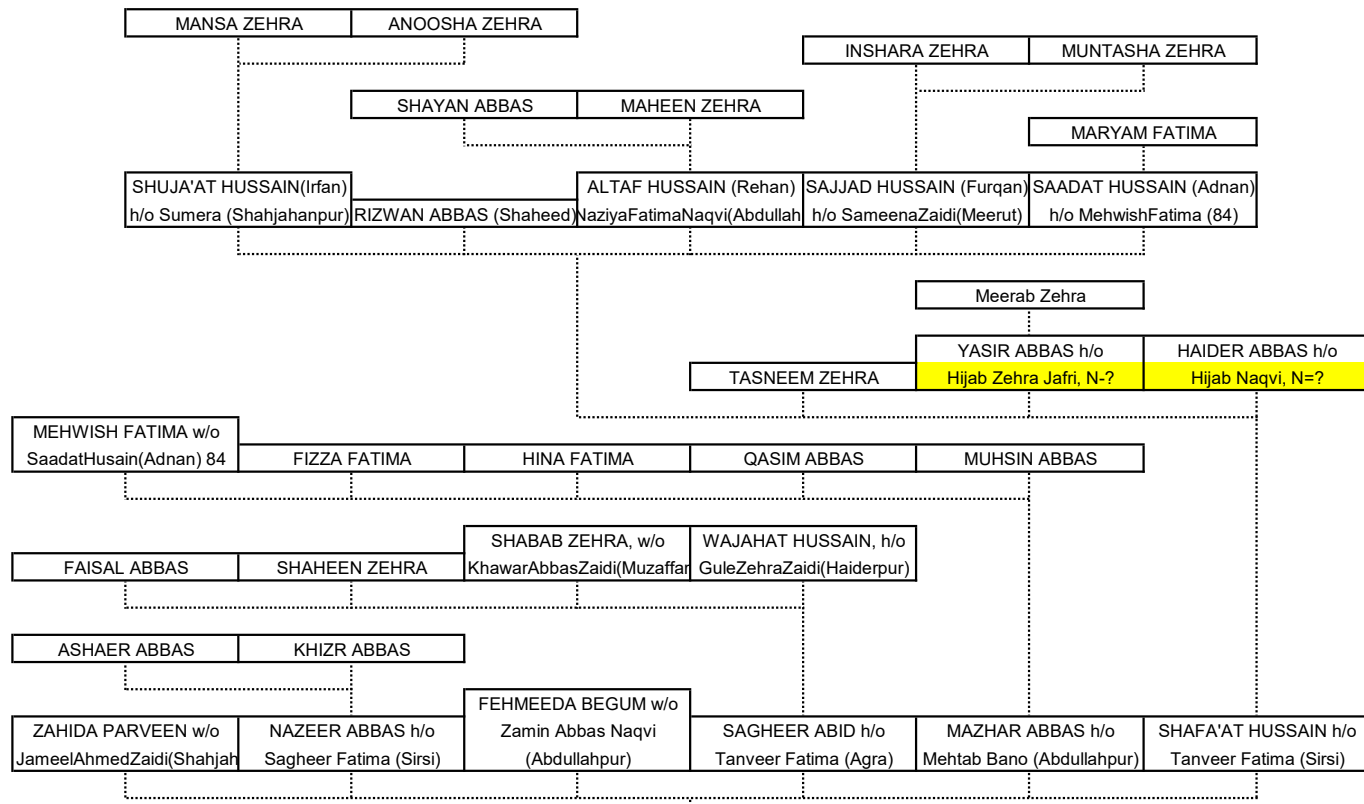 MANSA ZEHRA
ANOOSHA ZEHRA
INSHARA ZEHRA
MUNTASHA ZEHRA
SHAYAN ABBAS
MAHEEN ZEHRA
MARYAM FATIMA
SHUJA'AT HUSSAIN(Irfan)
h/o Sumera (Shahjahanpur)
RIZWAN ABBAS (Shaheed)
ALTAF HUSSAIN (Rehan)
NaziyaFatimaNaqvi(Abdullah
SAJJAD HUSSAIN (Furqan)
h/o SameenaZaidi(Meerut)
SAADAT HUSSAIN (Adnan)
h/o MehwishFatima (84)
Meerab Zehra
TASNEEM ZEHRA
YASIR ABBAS h/o
Hijab Zehra Jafri, N-?
HAIDER ABBAS h/o
Hijab Naqvi, N=?
MEHWISH FATIMA w/o
SaadatHusain(Adnan) 84
FIZZA FATIMA
HINA FATIMA
QASIM ABBAS
MUHSIN ABBAS
FAISAL ABBAS
SHAHEEN ZEHRA
SHABAB ZEHRA, w/o
KhawarAbbasZaidi(Muzaffar
WAJAHAT HUSSAIN, h/o
GuleZehraZaidi(Haiderpur)
ASHAER ABBAS
KHIZR ABBAS
ZAHIDA PARVEEN w/o
JameelAhmedZaidi(Shahjah
NAZEER ABBAS h/o
Sagheer Fatima (Sirsi)
FEHMEEDA BEGUM w/o
Zamin Abbas Naqvi
(Abdullahpur)
SAGHEER ABID h/o
Tanveer Fatima (Agra)
MAZHAR ABBAS h/o
Mehtab Bano (Abdullahpur)
SHAFA'AT HUSSAIN h/o
Tanveer Fatima (Sirsi)